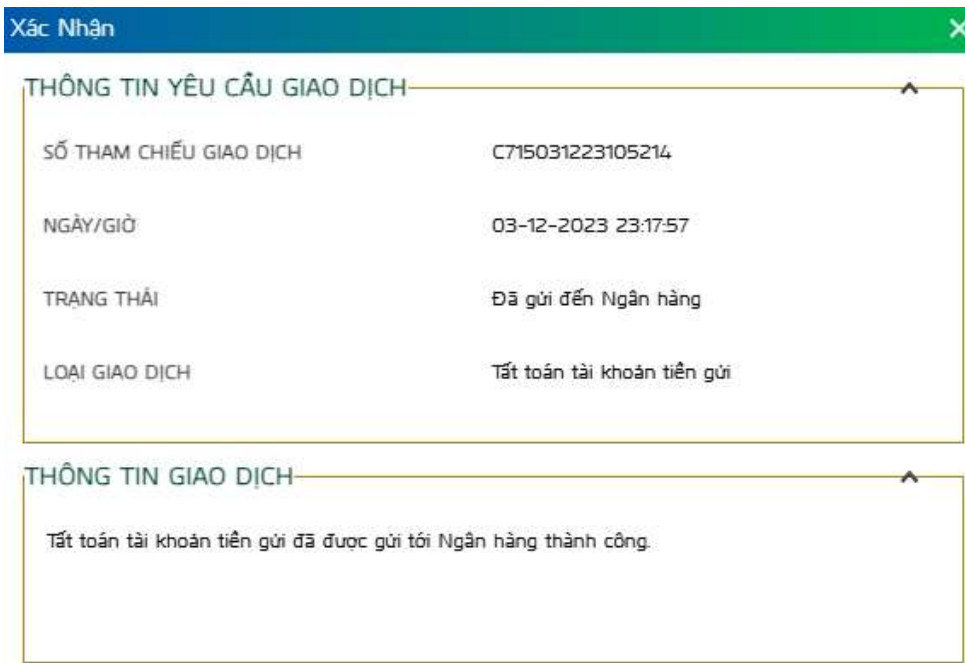 Xác Nhận
THÔNG TIN YÊU CẦU GIAO DỊCH
SỐ THAM CHIẾU GIAO DỊCH C715031223105214
NGÀY/GIỜ 03-12-2023 23:17:57
TRẠNG THÁI Đã gửi đến Ngân hàng
LOẠI GIAO DỊCH Tất toán tài khoản tiền gửi
THÔNG TIN GIAO DỊCH
Tất toán tài khoản tiền gửi đã được gửi tới Ngân hàng thành công.